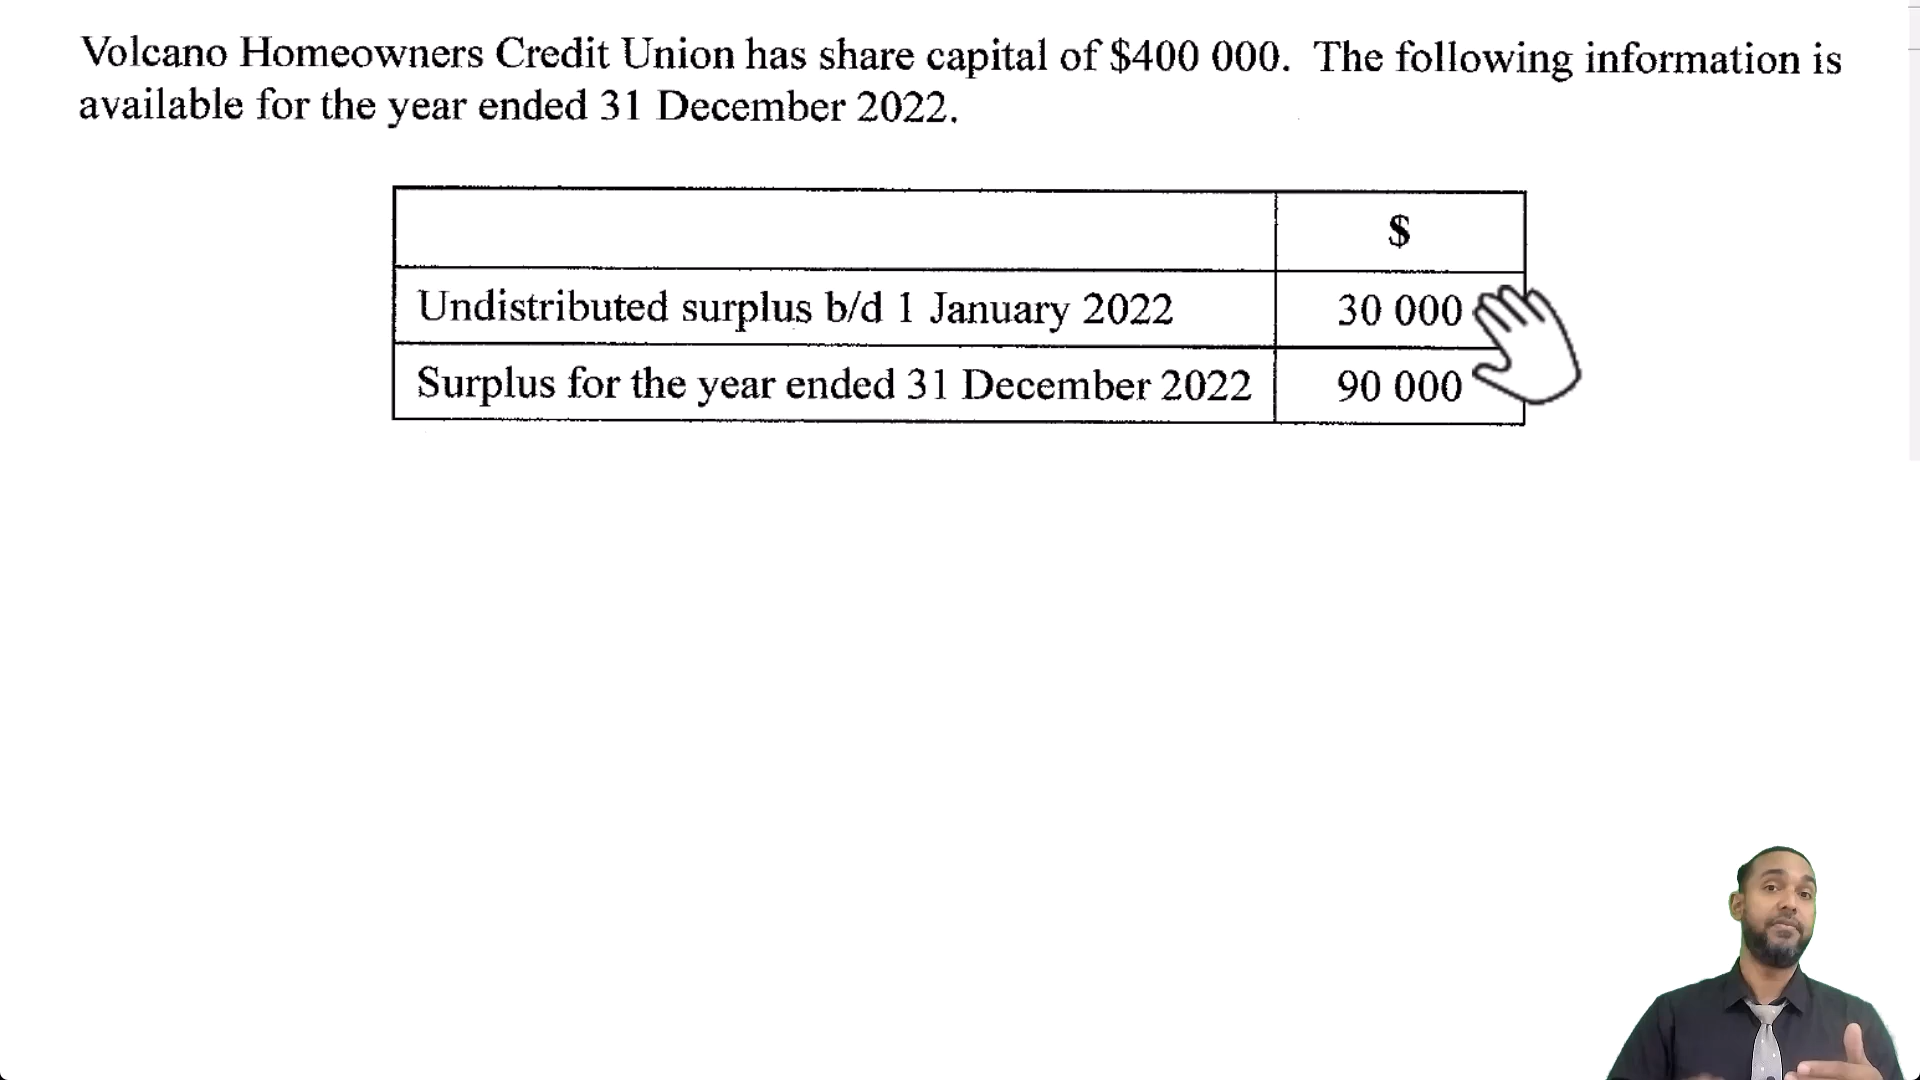 Volcano Homeowners Credit Union has share capital of $400 000. The following information is
available for the year ended 31 December 2022.
$
Undistributed surplus b/d 1 January 2022 30 000
Surplus for the year ended 31 December 2022 90 000